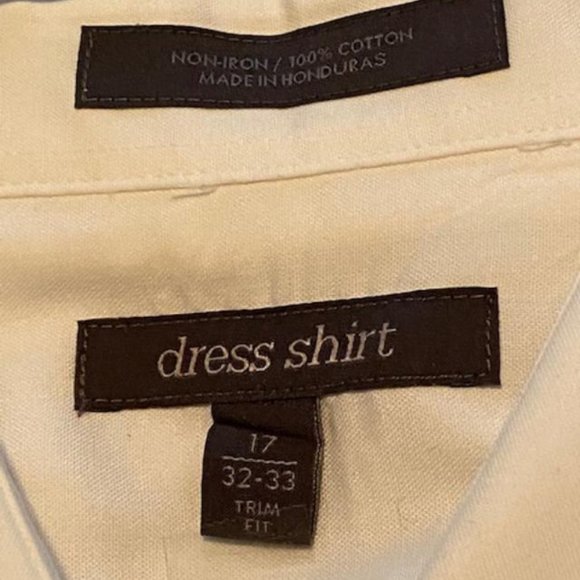 NON-IRON / 100% COTTON
MADE IN HONDURAS
dress shirt
17
32-33
TRIM
FIT